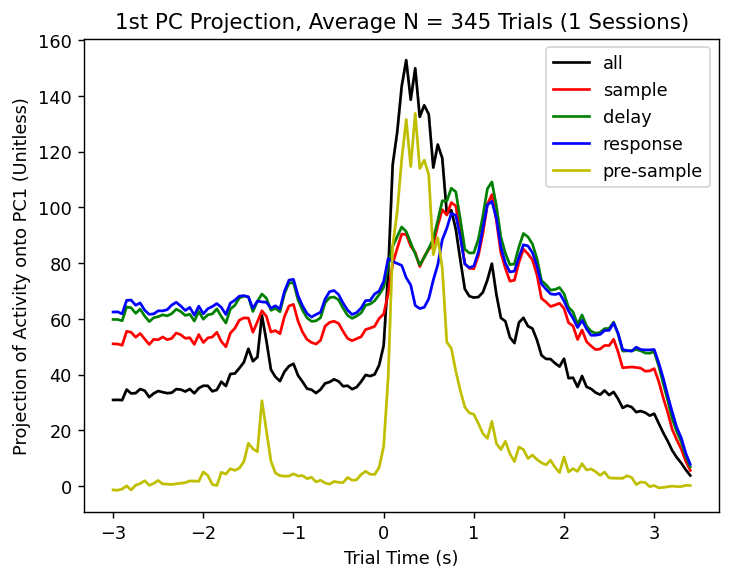 1st PC Projection, Average N = 345 Trials (1 Sessions)
Projection of Activity onto PC1 (Unitless)
160
140
120
100
80
60
40
20
0
all
sample
delay
response
pre-sample
−3
−2
−1
0
1
2
3
Trial Time (s)